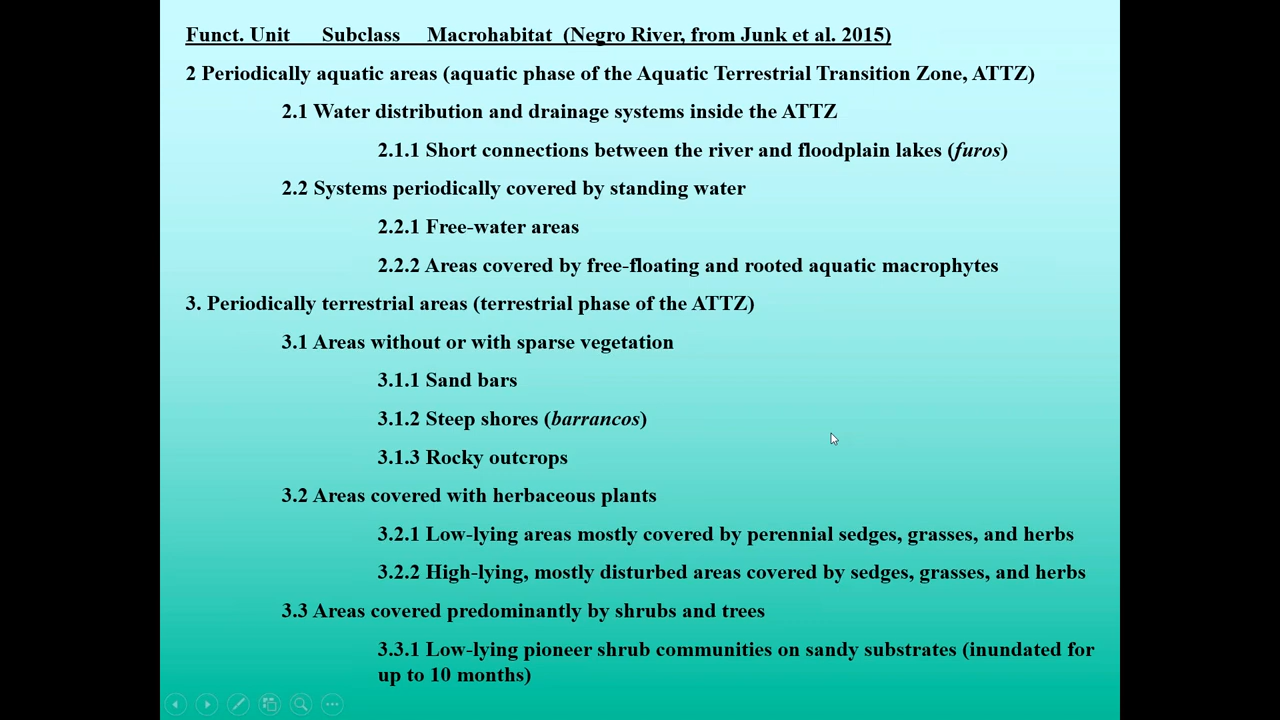 Funct. Unit Subclass Macrohabitat (Negro River, from Junk et al. 2015)
2 Periodically aquatic areas (aquatic phase of the Aquatic Terrestrial Transition Zone, ATTZ)
2.1 Water distribution and drainage systems inside the ATTZ
2.1.1 Short connections between the river and floodplain lakes (furos)
2.2 Systems periodically covered by standing water
2.2.1 Free-water areas
2.2.2 Areas covered by free-floating and rooted aquatic macrophytes
3. Periodically terrestrial areas (terrestrial phase of the ATTZ)
3.1 Areas without or with sparse vegetation
3.1.1 Sand bars
3.1.2 Steep shores (barrancos)
3.1.3 Rocky outcrops
3.2 Areas covered with herbaceous plants
3.2.1 Low-lying areas mostly covered by perennial sedges, grasses, and herbs
3.2.2 High-lying, mostly disturbed areas covered by sedges, grasses, and herbs
3.3 Areas covered predominantly by shrubs and trees
3.3.1 Low-lying pioneer shrub communities on sandy substrates (inundated for
up to 10 months)